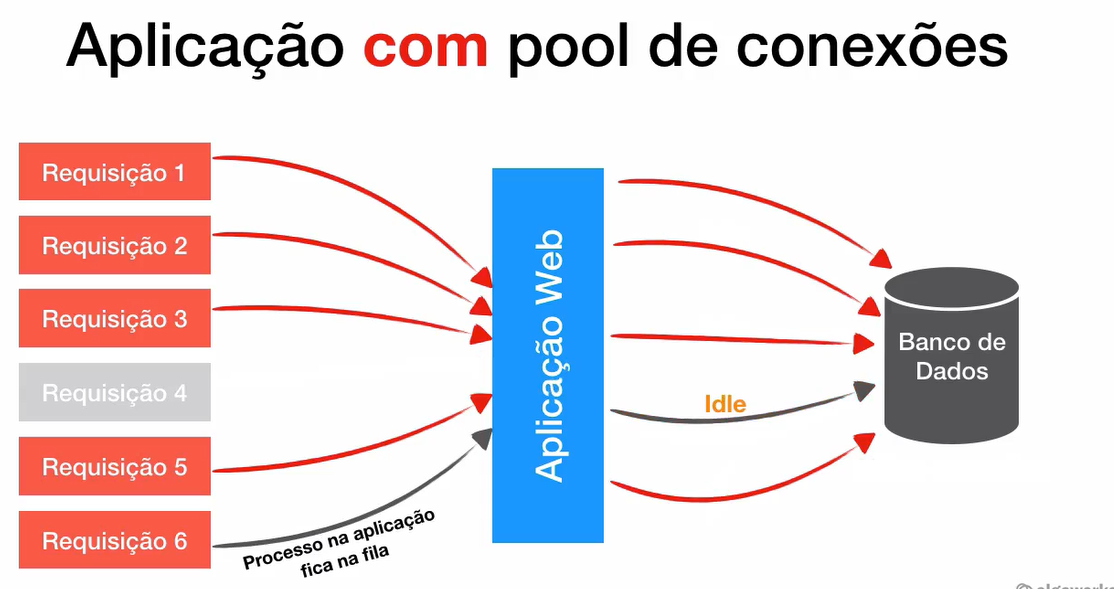 Aplicação com pool de conexões
Requisição 1
Requisição 2
Requisição 3
Requisição 4
Requisição 5
Requisição 6
Processo na aplicação
fica na fila
Aplicação Web
Idle
Banco de
Dados